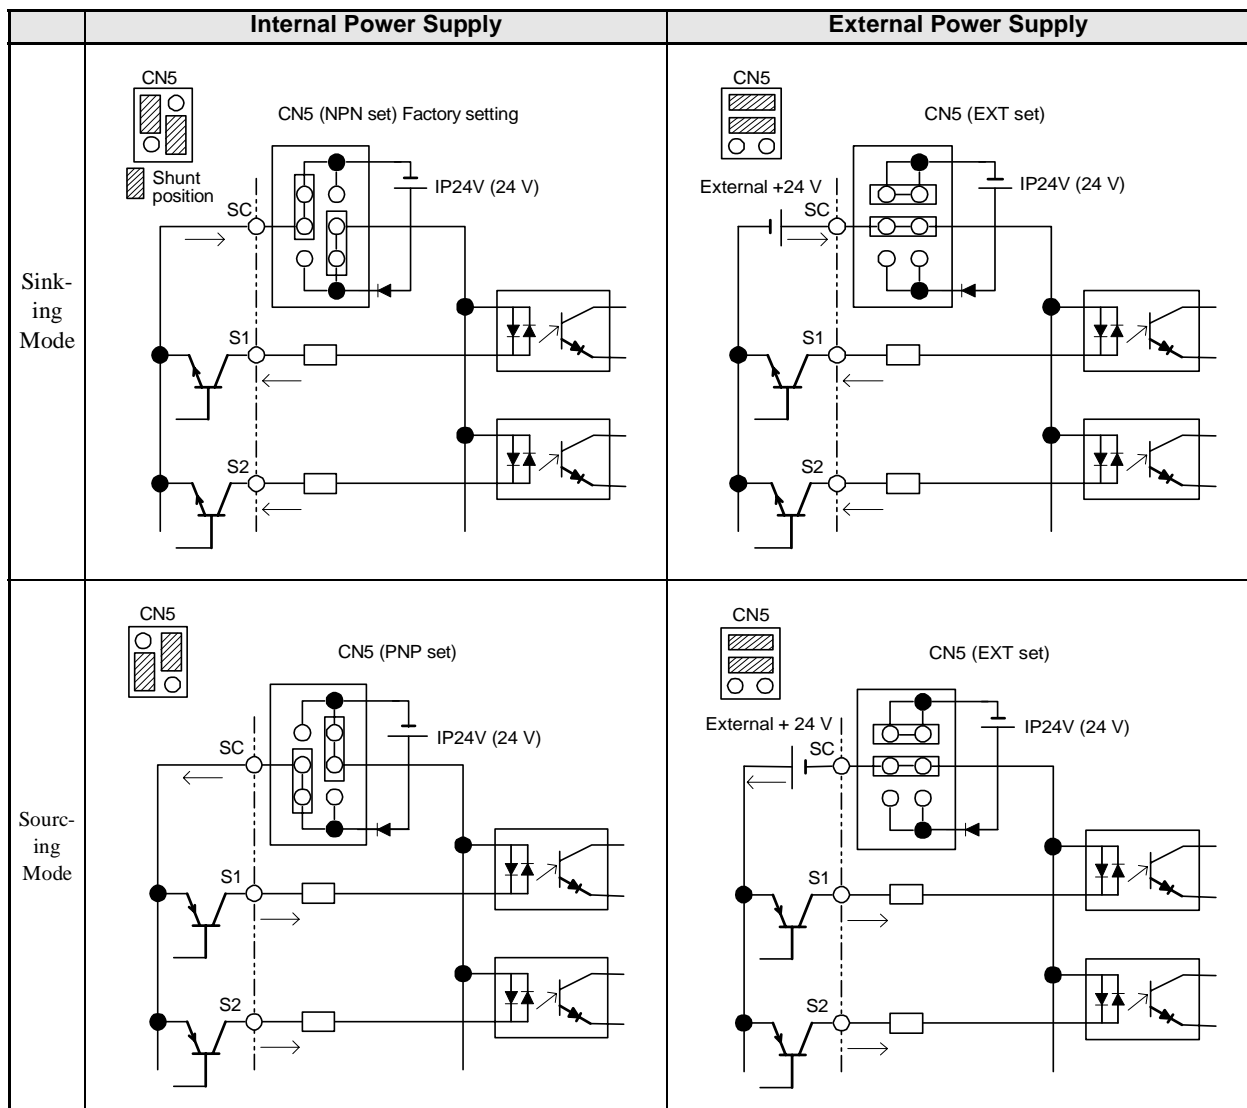 Internal Power Supply
External Power Supply
Sink-
ing
Mode
CN5
CN5 (NPN set) Factory setting
Shunt
position
IP24V (24 V)
SC
S1
S2
CN5
CN5 (EXT set)
External +24 V
IP24V (24 V)
SC
S1
S2
Sourc-
ing
Mode
CN5
CN5 (PNP set)
IP24V (24 V)
SC
S1
S2
CN5
CN5 (EXT set)
External + 24 V
IP24V (24 V)
SC
S1
S2